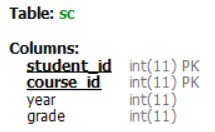 Table: sc
Columns:
student_id int(11) PK
course_id int(11) PK
year int(11)
grade int(11)